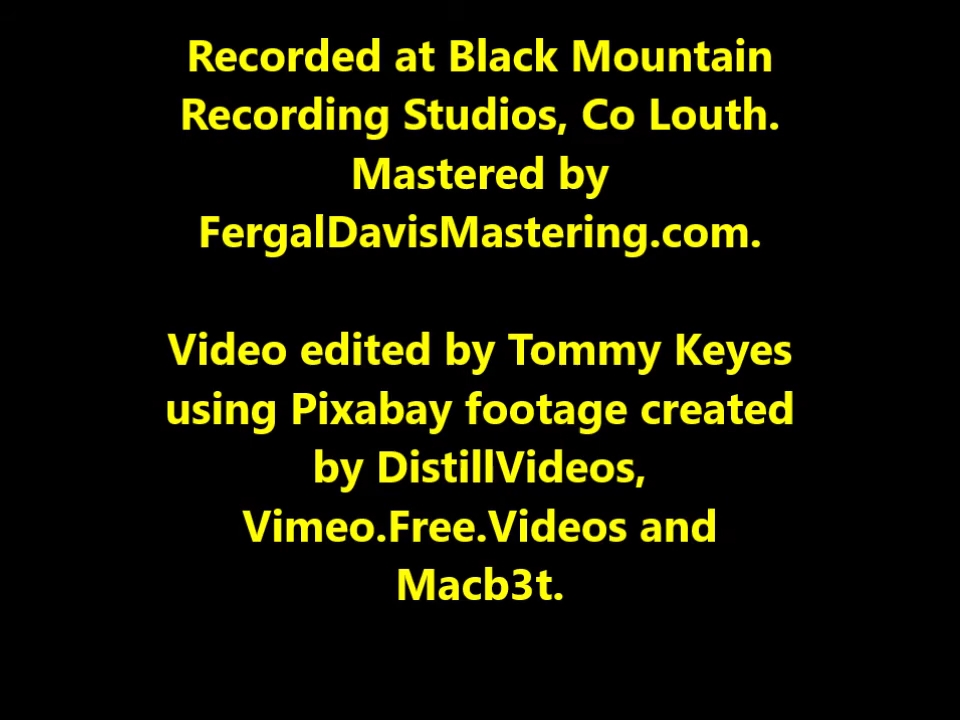 Recorded at Black Mountain
Recording Studios, Co Louth.
Mastered by
FergalDavisMastering.com.
Video edited by Tommy Keyes
using Pixabay footage created
by DistillVideos,
Vimeo.Free.Videos and
Macb3t.